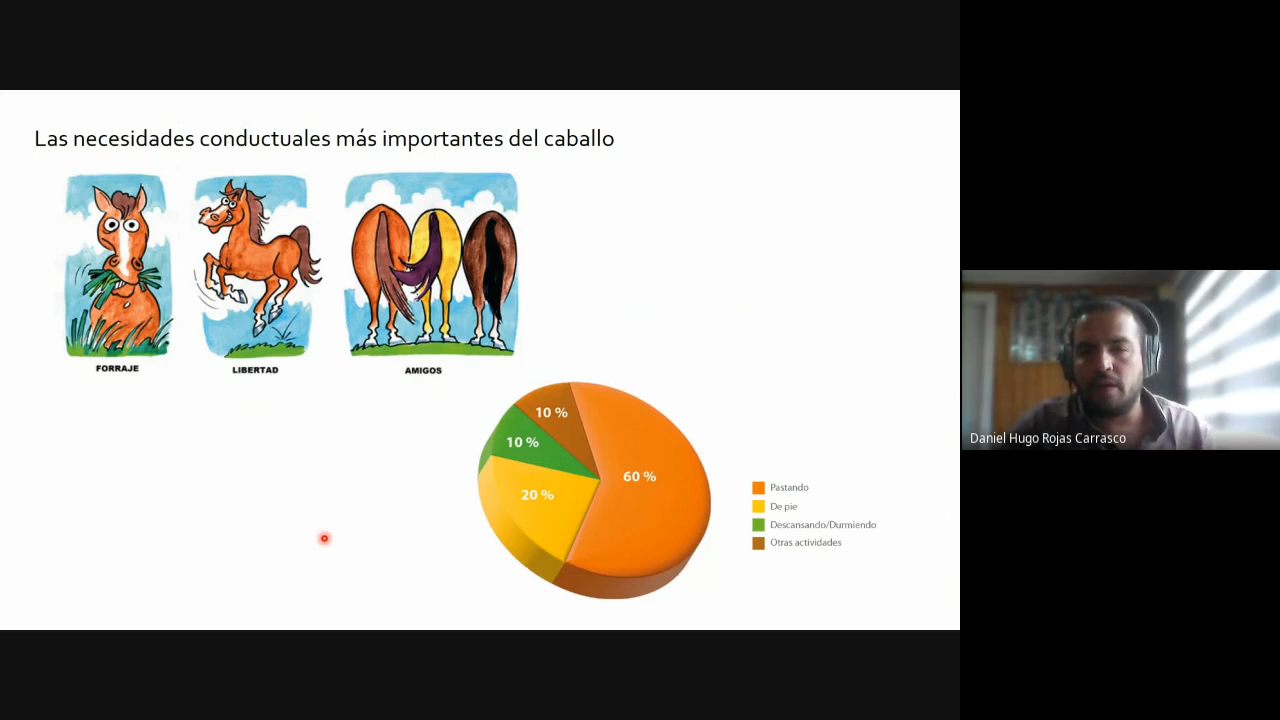 Las necesidades conductuales más importantes del caballo
FORRAJE
LIBERTAD
AMIGOS
10 %
10 %
60 %
20 %
Pastando
De pie
Descansando/Durmiendo
Otras actividades
Daniel Hugo Rojas Carrasco